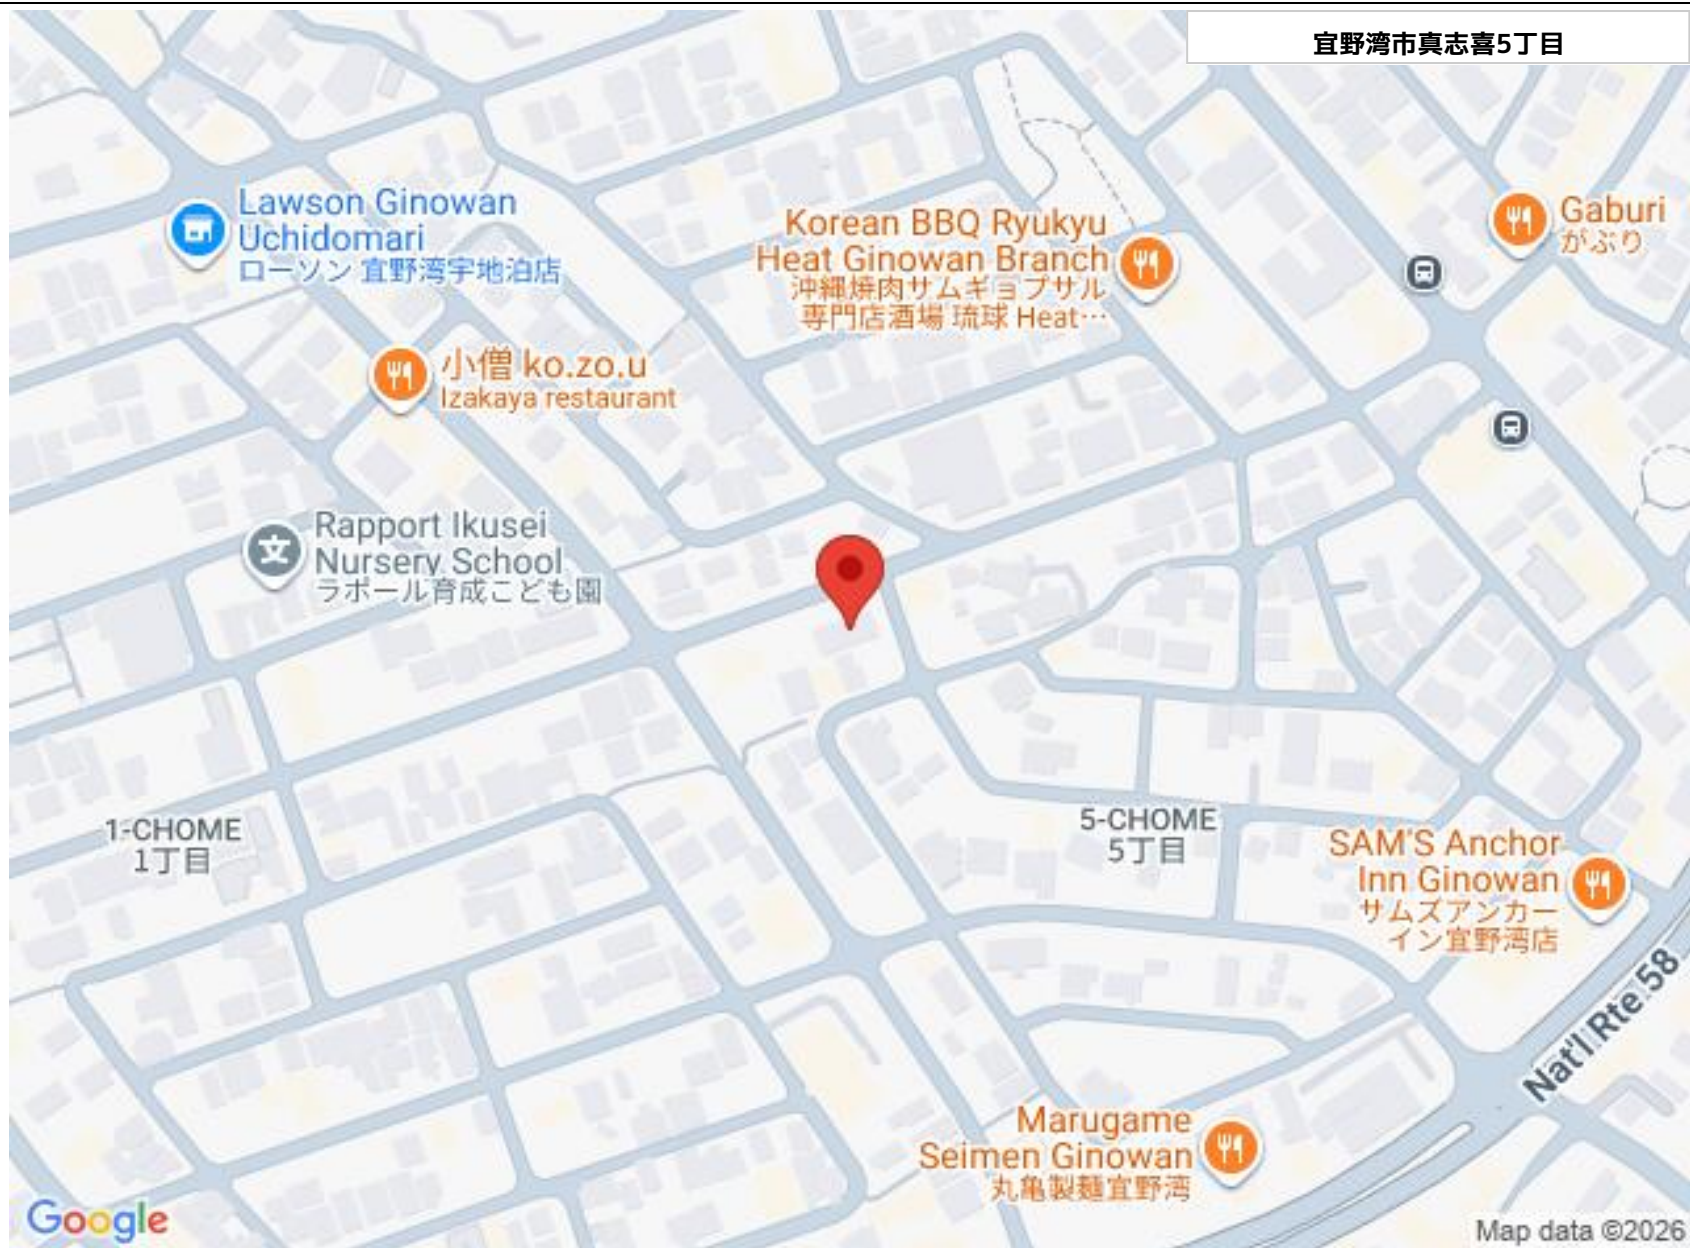 宜野湾市真志喜5丁目
Lawson Ginowan
Uchidomari
ローソン 宜野湾宇地泊店
Korean BBQ Ryukyu
Heat Ginowan Branch
沖縄焼肉サムギョプサル
専門店酒場 琉球 Heat…
Gaburi
がぶり
小僧 ko.zo.u
Izakaya restaurant
Rapport Ikusei
Nursery School
ラポール育成こども園
1-CHOME
1丁目
5-CHOME
5丁目
SAM'S Anchor
Inn Ginowan
サムズアンカー
イン宜野湾店
Nat'l Rte 58
Marugame
Seimen Ginowan
丸亀製麺宜野湾
Google
Map data ©2026